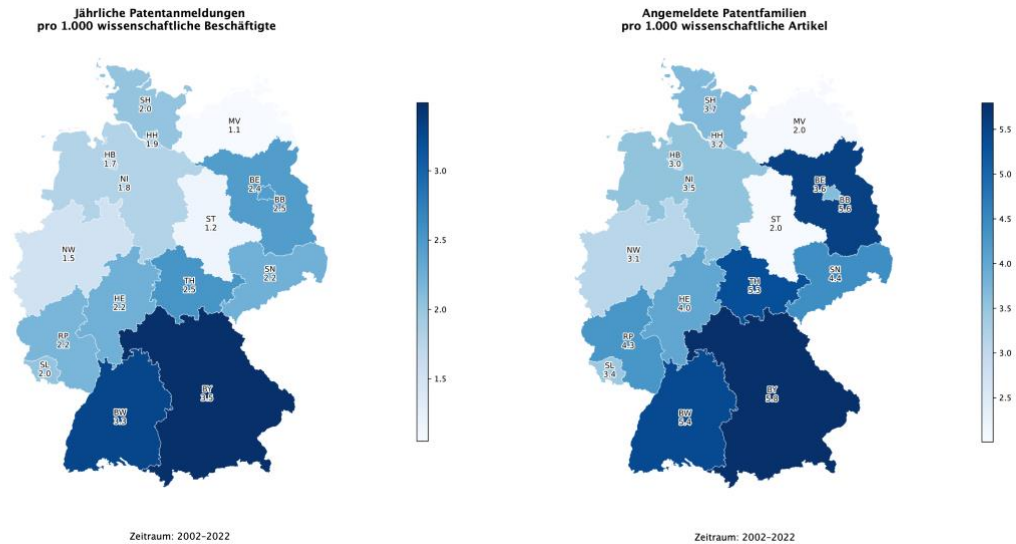 Jährliche Patentanmeldungen
pro 1.000 wissenschaftliche Beschäftigte
SH
2.0
MV
1.1
HH
1.9
HB
1.7
NI
1.8
BE
2.4
BB
2.5
ST
1.2
NW
1.5
SN
2.2
TH
2.5
HE
2.2
RP
2.2
SL
2.0
BY
3.5
BW
3.3
3.0
2.5
2.0
1.5
Zeitraum: 2002-2022
Angemeldete Patentfamilien
pro 1.000 wissenschaftliche Artikel
SH
3.7
MV
2.0
HH
3.2
HB
3.0
NI
3.5
BE
3.6
BB
5.6
ST
2.0
NW
3.1
SN
4.4
TH
5.3
HE
4.0
RP
4.3
SL
3.4
BY
5.8
BW
5.4
5.5
5.0
4.5
4.0
3.5
3.0
2.5
Zeitraum: 2002-2022